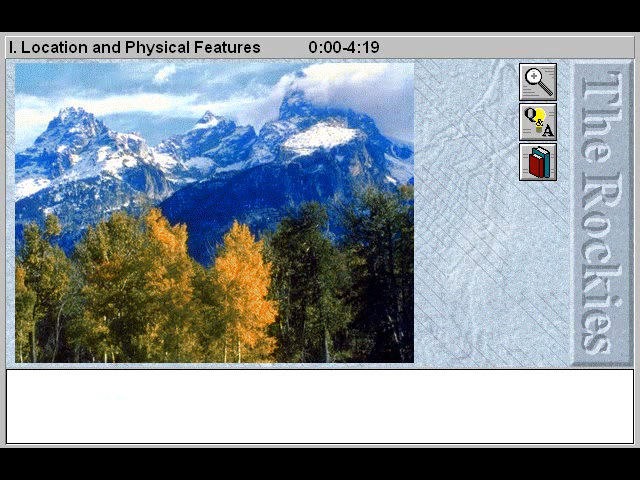 I. Location and Physical Features 0:00-4:19
Q
&
A
The Rockies